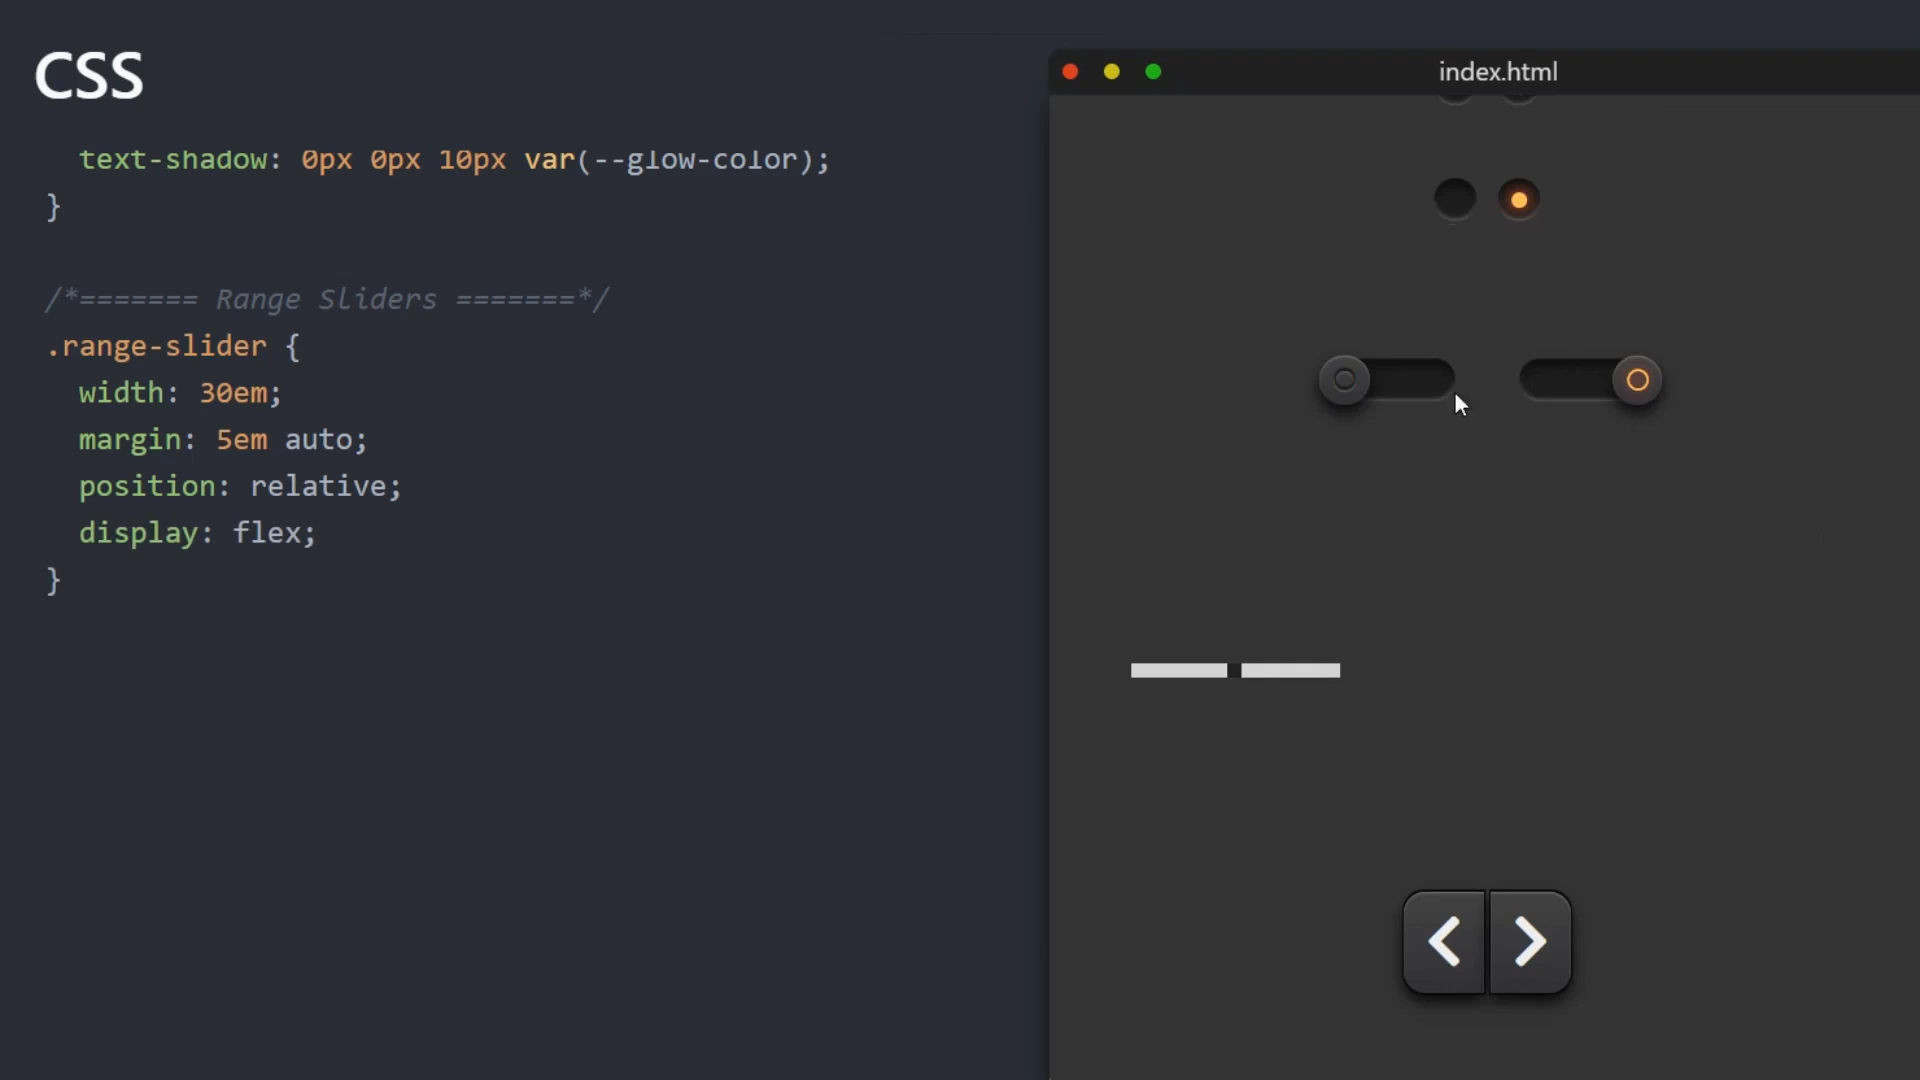 CSS
text-shadow: 0px 0px 10px var(--glow-color);
}
/*======= Range Sliders =======*/
.range-slider {
width: 30em;
margin: 5em auto;
position: relative;
display: flex;
}
index.html